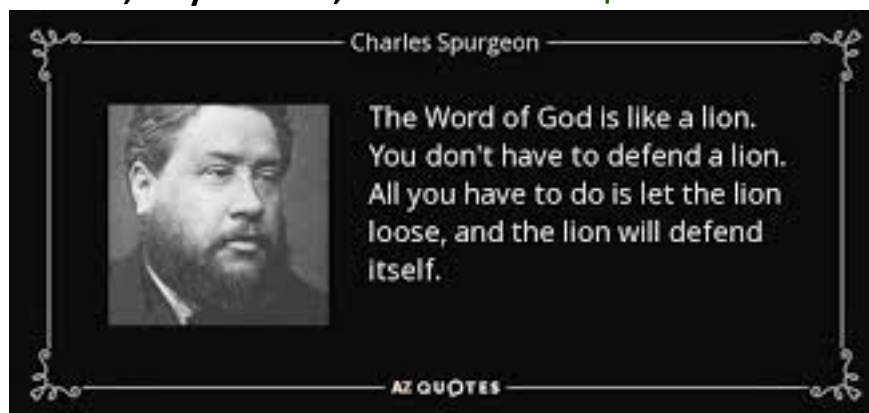 Charles Spurgeon
The Word of God is like a lion.
You don't have to defend a lion.
All you have to do is let the lion
loose, and the lion will defend
itself.
AZ QUOTES